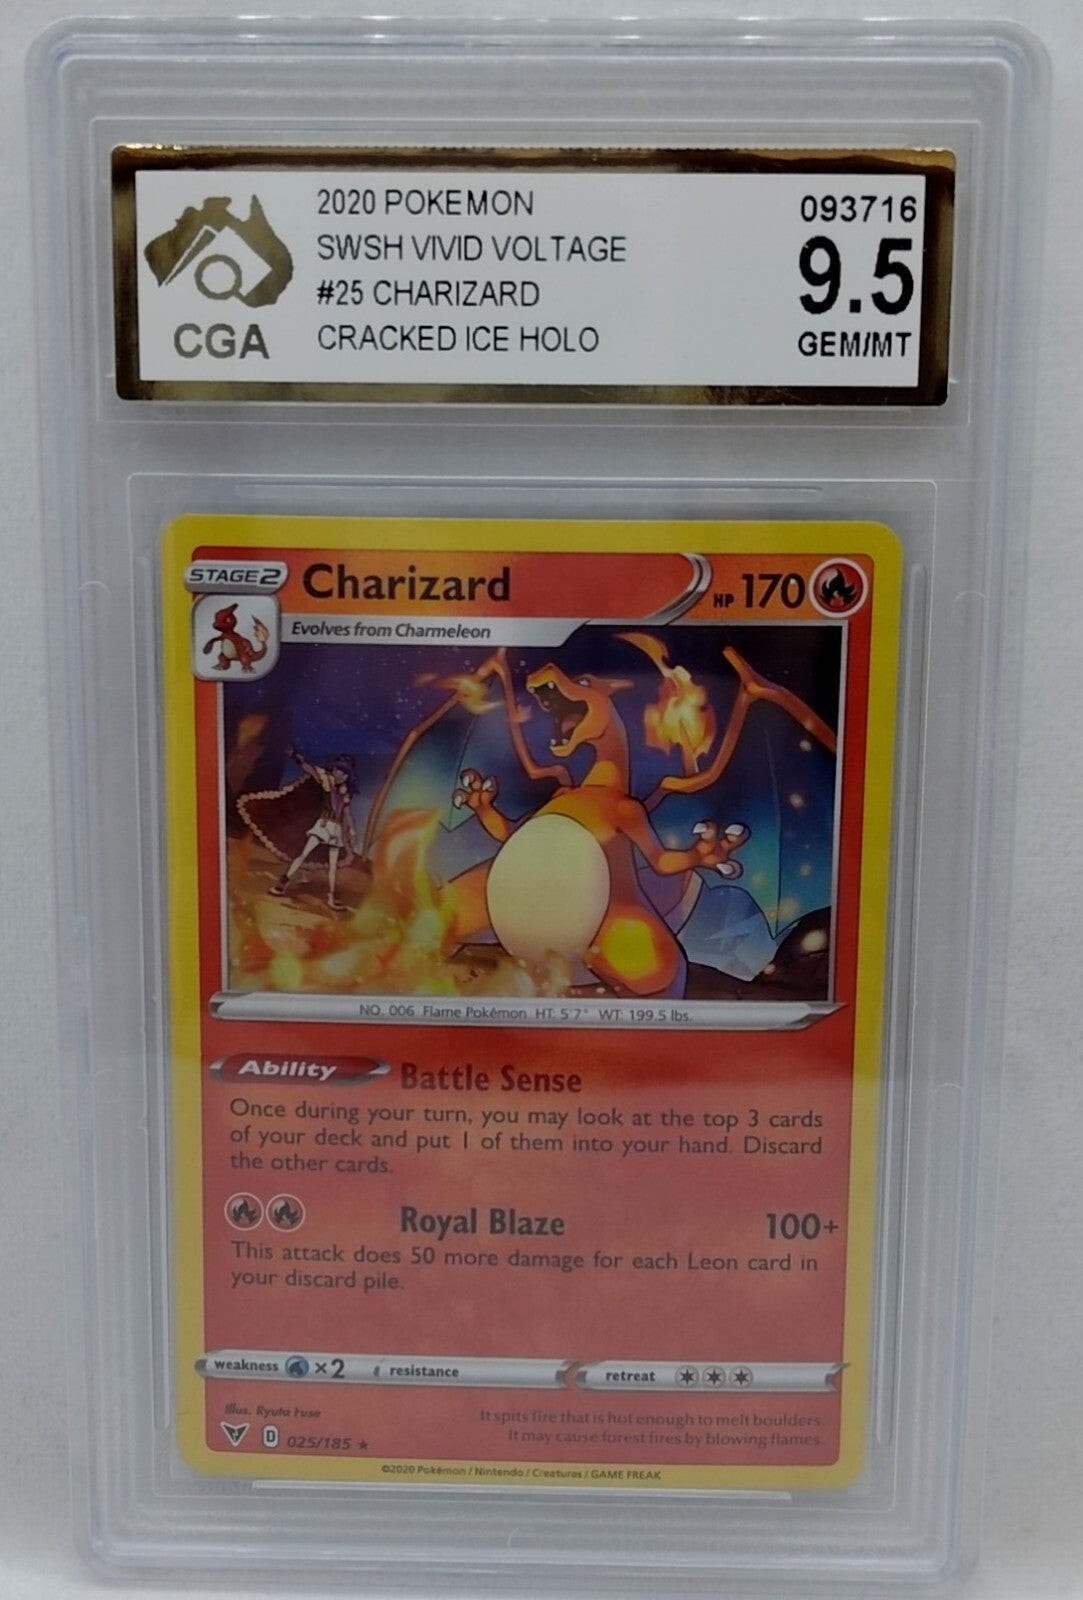 2020 POKEMON
SWSH VIVID VOLTAGE
#25 CHARIZARD
CRACKED ICE HOLO
093716
9.5
GEM/MT
CGA
STAGE 2
Charizard
HP 170
Evolves from Charmeleon
NO. 006 Flame Pokémon HT: 5'7" WT: 199.5 lbs.
Ability Battle Sense
Once during your turn, you may look at the top 3 cards
of your deck and put 1 of them into your hand. Discard
the other cards.
Royal Blaze 100+
This attack does 50 more damage for each Leon card in
your discard pile.
weakness ×2 resistance retreat
Illus. Ryuta Fuse
D 025/185 ★
It spits fire that is hot enough to melt boulders.
It may cause forest fires by blowing flames.
©2020 Pokémon / Nintendo / Creatures / GAME FREAK